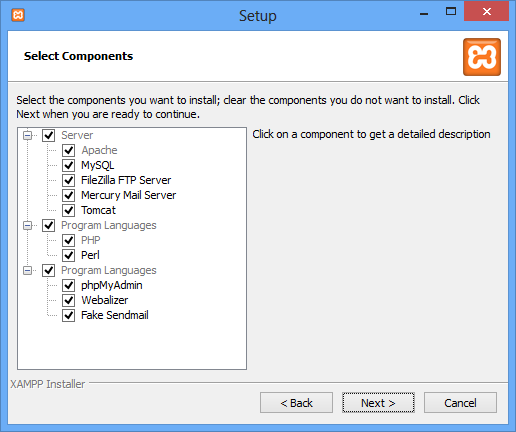 Setup
Select Components
Select the components you want to install; clear the components you do not want to install. Click
Next when you are ready to continue.
Server
Apache
MySQL
FileZilla FTP Server
Mercury Mail Server
Tomcat
Program Languages
PHP
Perl
Program Languages
phpMyAdmin
Webalizer
Fake Sendmail
Click on a component to get a detailed description
XAMPP Installer
< Back
Next >
Cancel